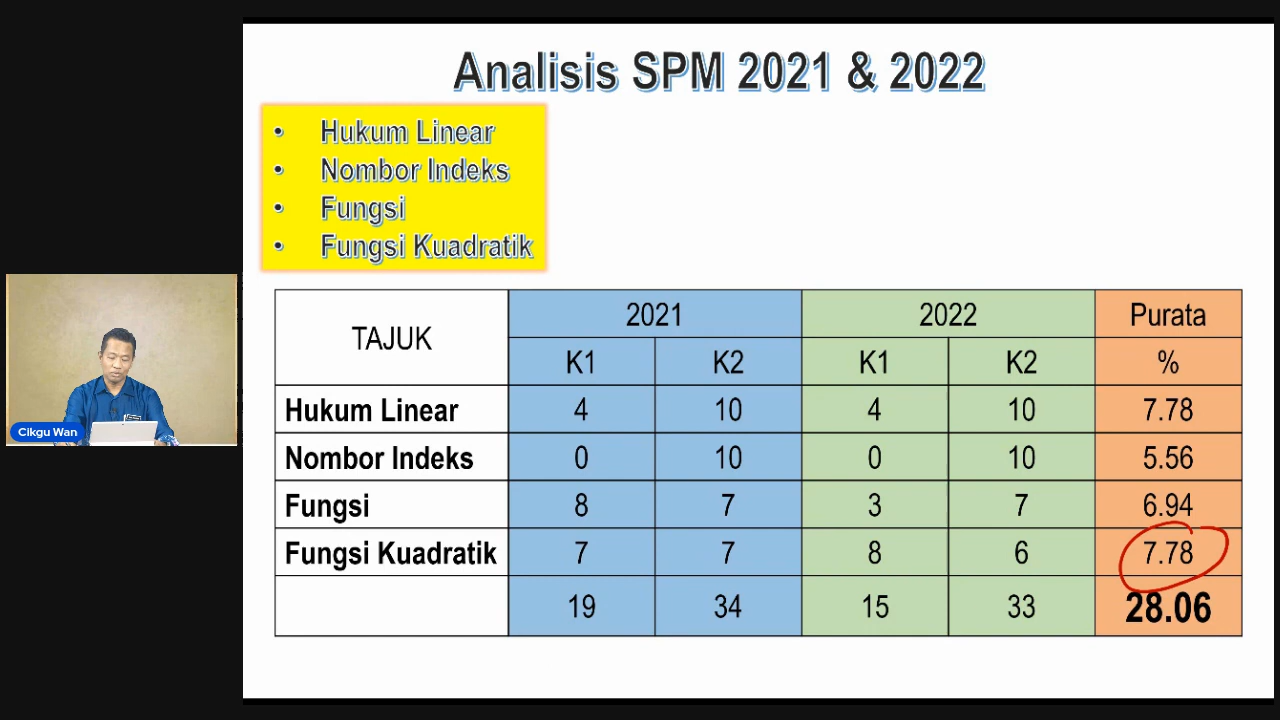 Analisis SPM 2021 & 2022
• Hukum Linear
• Nombor Indeks
• Fungsi
• Fungsi Kuadratik
TAJUK 2021 2022 Purata
K1 K2 K1 K2 %
Hukum Linear 4 10 4 10 7.78
Nombor Indeks 0 10 0 10 5.56
Fungsi 8 7 3 7 6.94
Fungsi Kuadratik 7 7 8 6 7.78
19 34 15 33 28.06
Cikgu Wan